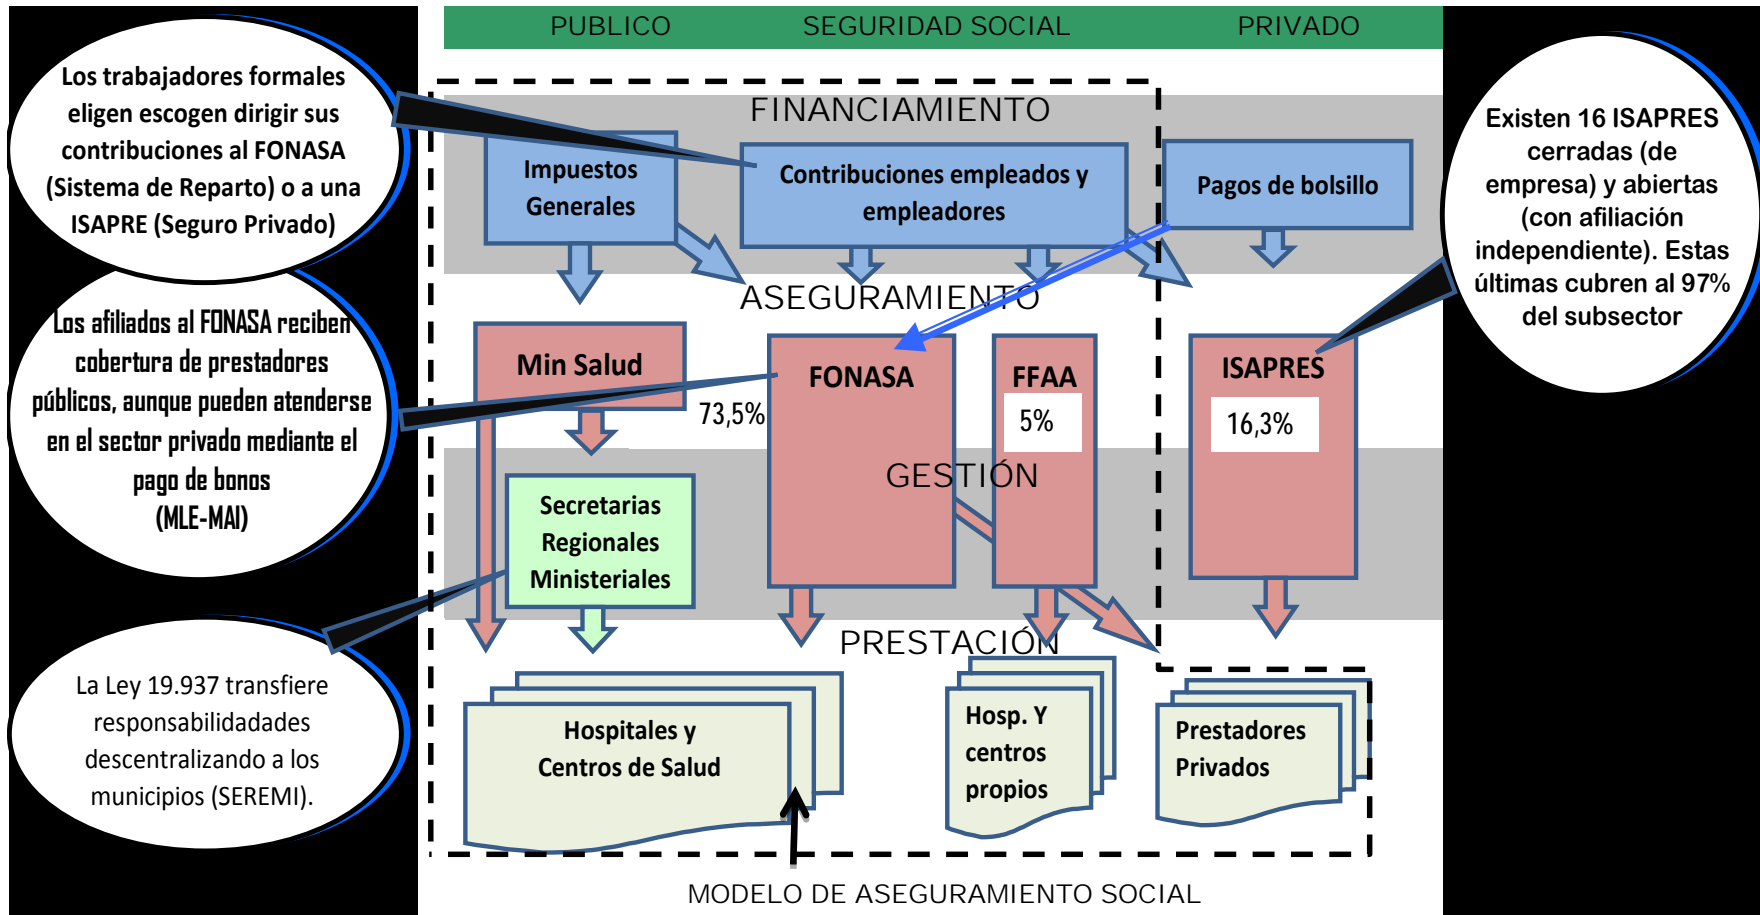 PUBLICO
SEGURIDAD SOCIAL
PRIVADO
Los trabajadores formales
eligen escogen dirigir sus
contribuciones al FONASA
(Sistema de Reparto) o a una
ISAPRE (Seguro Privado)
FINANCIAMIENTO
Impuestos
Generales
Contribuciones empleados y
empleadores
Pagos de bolsillo
Existen 16 ISAPRES
cerradas (de
empresa) y abiertas
(con afiliación
independiente). Estas
últimas cubren al 97%
del subsector
ASEGURAMIENTO
Los afiliados al FONASA reciben
cobertura de prestadores
públicos, aunque pueden atenderse
en el sector privado mediante el
pago de bonos
(MLE-MAI)
Min Salud
73,5%
FONASA
FFAA
5%
ISAPRES
16,3%
GESTIÓN
Secretarias
Regionales
Ministeriales
La Ley 19.937 transfiere
responsabilidadades
descentralizando a los
municipios (SEREMI).
PRESTACIÓN
Hospitales y
Centros de Salud
Hosp. Y
centros
propios
Prestadores
Privados
MODELO DE ASEGURAMIENTO SOCIAL